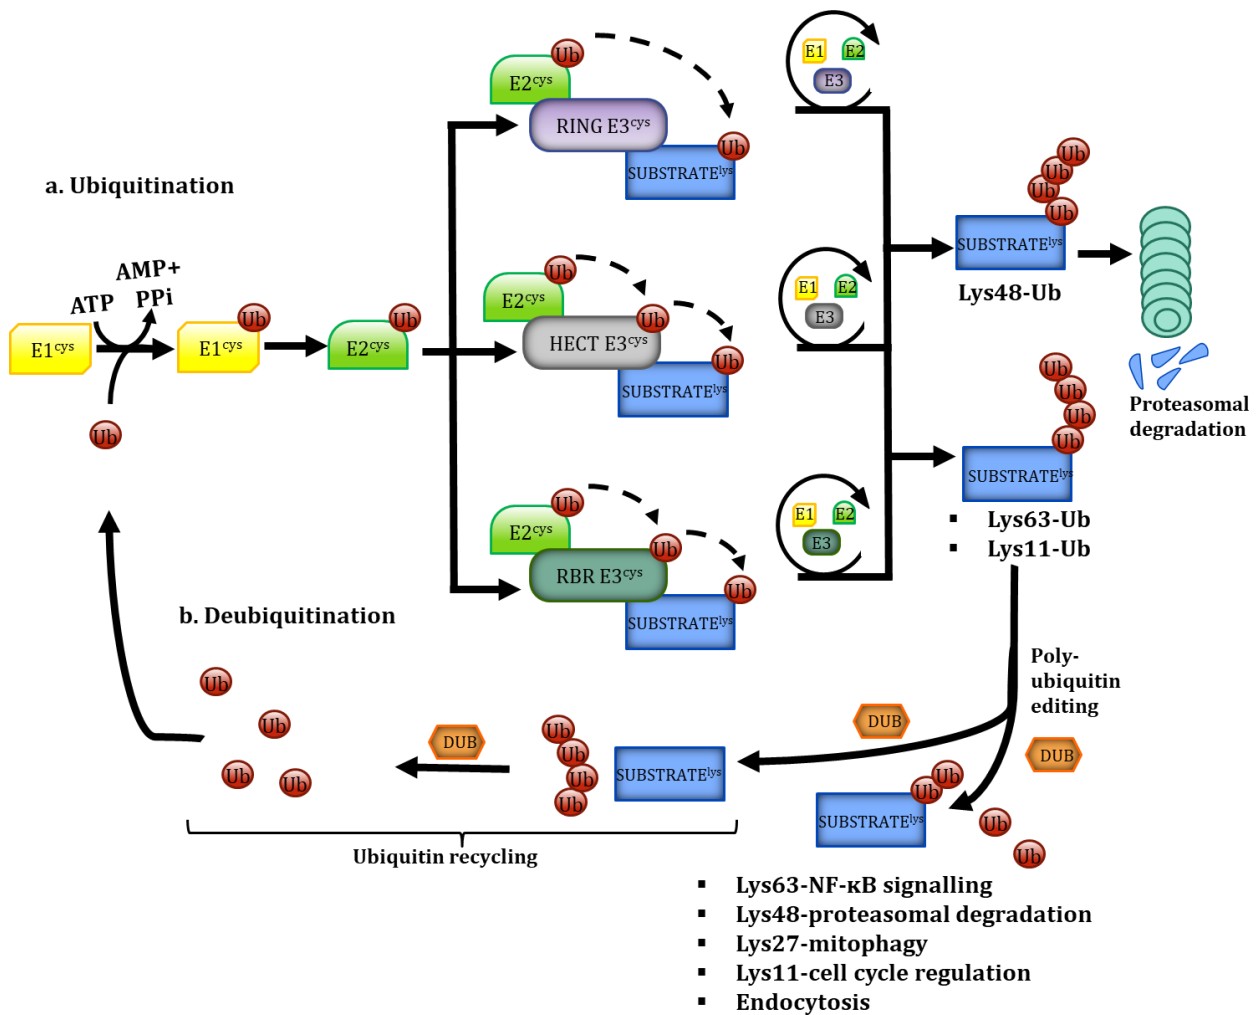 a. Ubiquitination
ATP
AMP+
PPi
E1cys
Ub
E1cys
Ub
E2cys
Ub
E2cys
Ub
RING E3cys
SUBSTRATElys
Ub
E2cys
Ub
HECT E3cys
Ub
SUBSTRATElys
Ub
E2cys
Ub
RBR E3cys
Ub
SUBSTRATElys
Ub
E1
E2
E3
E1
E2
E3
E1
E2
E3
Ub
Ub
Ub
Ub
SUBSTRATElys
Lys48-Ub
Proteasomal
degradation
Ub
Ub
Ub
Ub
SUBSTRATElys
▪ Lys63-Ub
▪ Lys11-Ub
Poly-
ubiquitin
editing
DUB
DUB
SUBSTRATElys
Ub
Ub
Ub
Ub
b. Deubiquitination
SUBSTRATElys
Ub
Ub
Ub
Ub
DUB
Ub
Ub
Ub
Ub
Ubiquitin recycling
▪ Lys63-NF-κB signalling
▪ Lys48-proteasomal degradation
▪ Lys27-mitophagy
▪ Lys11-cell cycle regulation
▪ Endocytosis